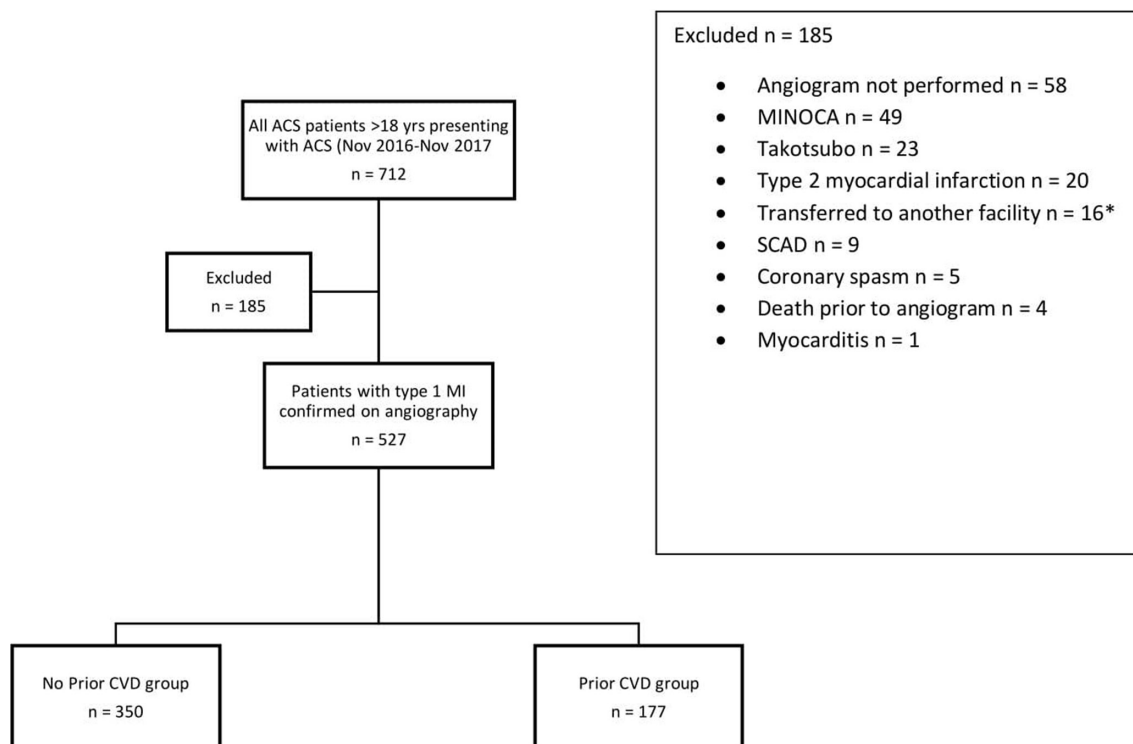 All ACS patients >18 yrs presenting
with ACS (Nov 2016-Nov 2017
n = 712
Excluded
n = 185
Patients with type 1 MI
confirmed on angiography
n = 527
No Prior CVD group
n = 350
Prior CVD group
n = 177
Excluded n = 185
• Angiogram not performed n = 58
• MINOCA n = 49
• Takotsubo n = 23
• Type 2 myocardial infarction n = 20
• Transferred to another facility n = 16*
• SCAD n = 9
• Coronary spasm n = 5
• Death prior to angiogram n = 4
• Myocarditis n = 1